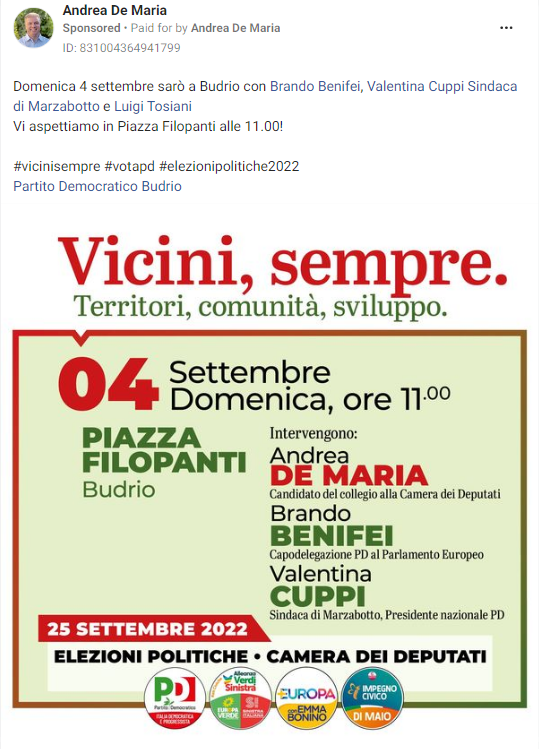 Andrea De Maria
Sponsored • Paid for by Andrea De Maria
ID: 831004364941799
Domenica 4 settembre sarò a Budrio con Brando Benifei, Valentina Cuppi Sindaca
di Marzabotto e Luigi Tosiani
Vi aspettiamo in Piazza Filopanti alle 11.00!
#vicinisempre #votapd #elezionipolitiche2022
Partito Democratico Budrio
Vicini, sempre.
Territori, comunità, sviluppo.
04 Settembre
Domenica, ore 11.00
PIAZZA
FILOPANTI
Budrio
Intervengono:
Andrea
DE MARIA
Candidato del collegio alla Camera dei Deputati
Brando
BENIFEI
Capodelegazione PD al Parlamento Europeo
Valentina
CUPPI
Sindaca di Marzabotto, Presidente nazionale PD
25 SETTEMBRE 2022
ELEZIONI POLITICHE • CAMERA DEI DEPUTATI
PD
Partito Democratico
ITALIA DEMOCRATICA
E PROGRESSISTA
Alleanza
Verdi
Sinistra
EUROPA
VERDE
SI
SINISTRA
ITALIANA
+EUROPA
CON EMMA
BONINO
IMPEGNO
CIVICO
DI MAIO